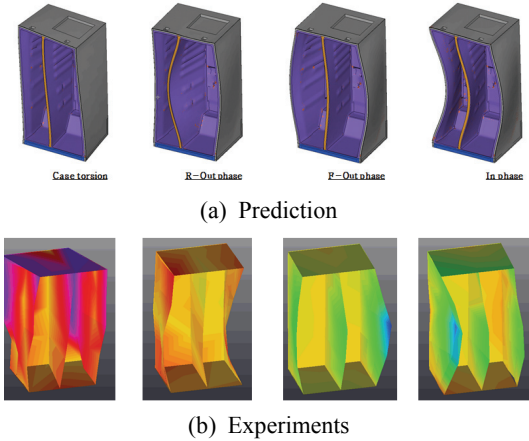 Case torsion R-Out phase F-Out phase In phase
(a) Prediction
(b) Experiments